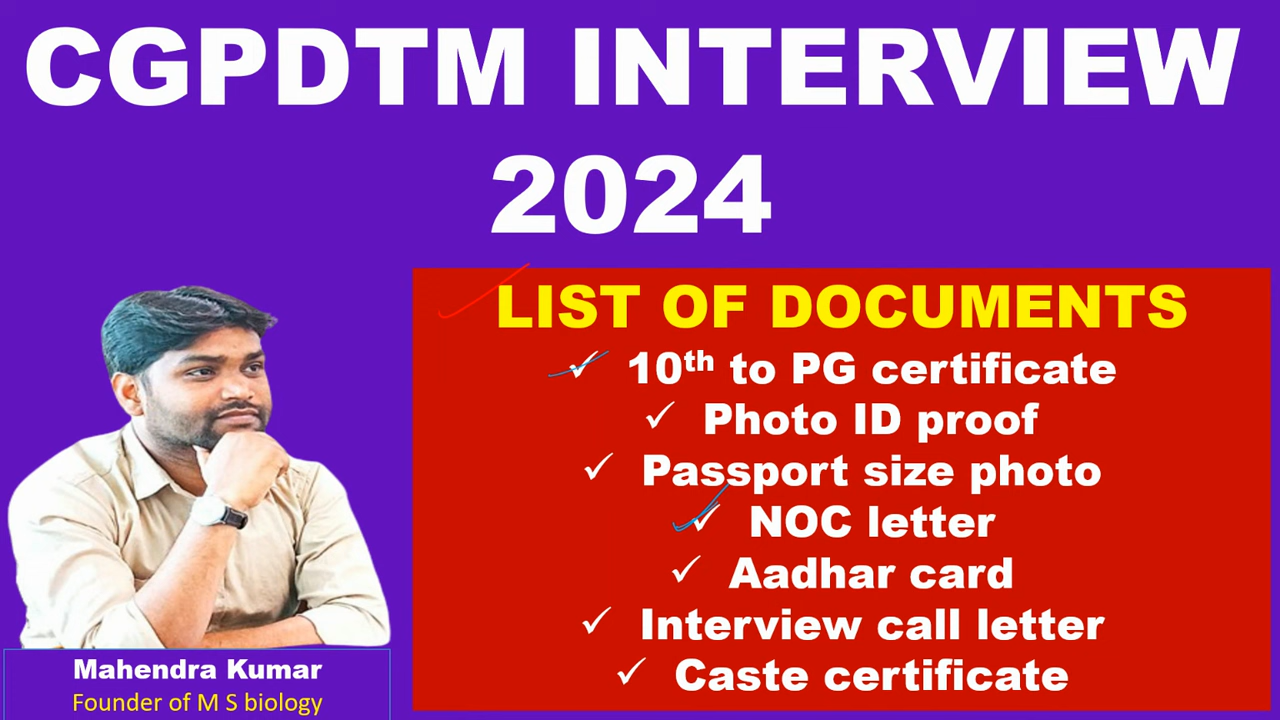 CGPDTM INTERVIEW
2024
LIST OF DOCUMENTS
✓ 10th to PG certificate
✓ Photo ID proof
✓ Passport size photo
✓ NOC letter
✓ Aadhar card
✓ Interview call letter
✓ Caste certificate
Mahendra Kumar
Founder of M S biology